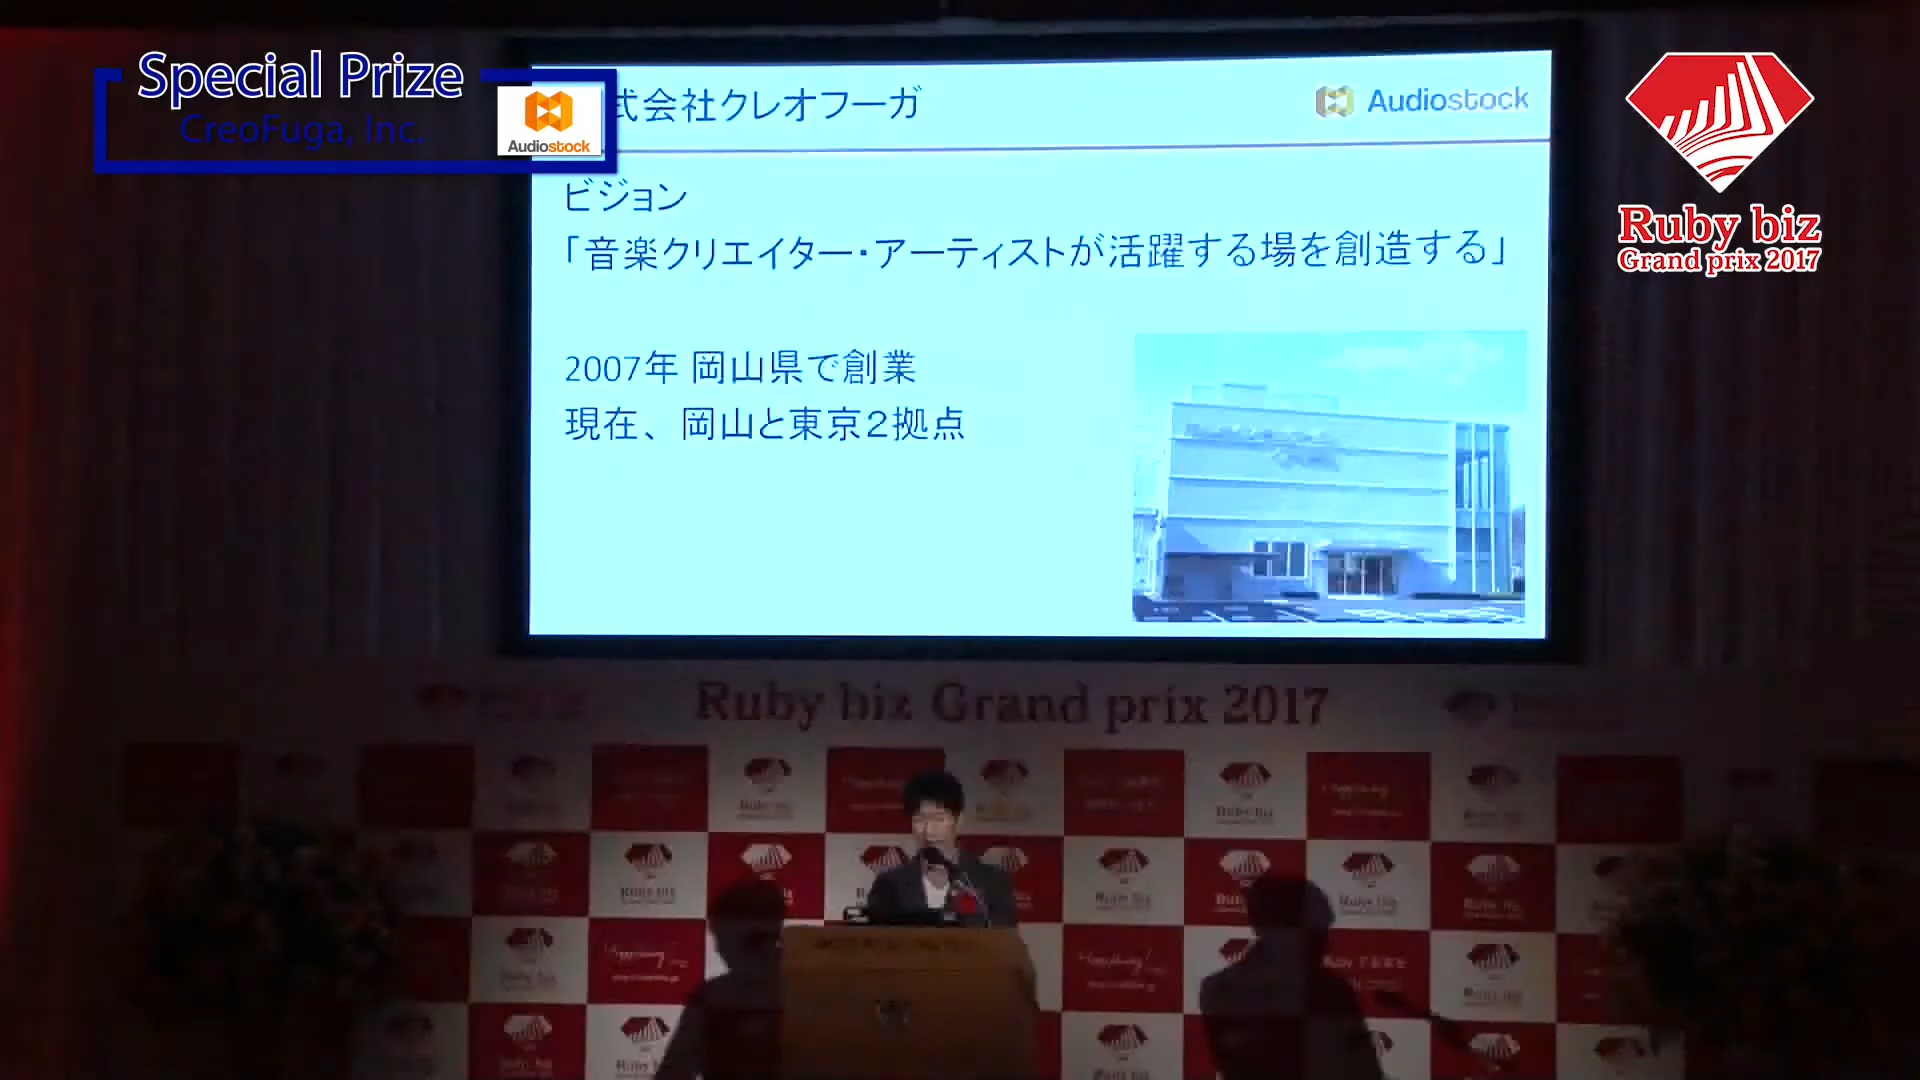 Special Prize
CreoFuga, Inc.
Audiostock
式会社クレオフーガ
Audiostock
Ruby biz
Grand prix 2017
ビジョン
「音楽クリエイター・アーティストが活躍する場を創造する」
2007年 岡山県で創業
現在、岡山と東京2拠点
Ruby biz Grand prix 2017